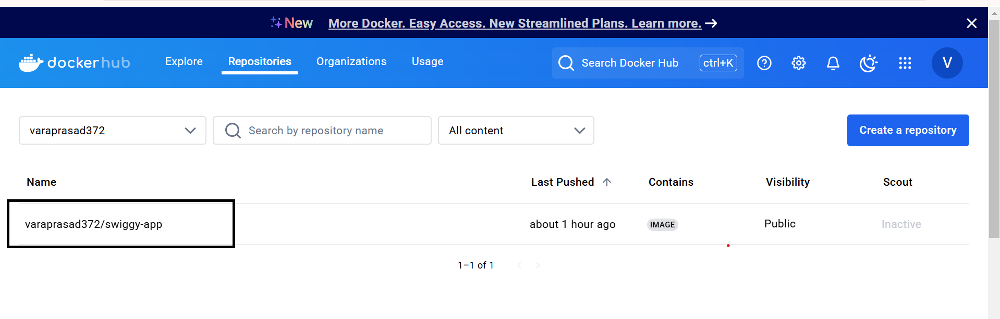 New More Docker. Easy Access. New Streamlined Plans. Learn more.
dockerhub Explore Repositories Organizations Usage Search Docker Hub ctrl+K V
varaprasad372 Search by repository name All content Create a repository
Name Last Pushed Contains Visibility Scout
varaprasad372/swiggy-app about 1 hour ago IMAGE Public Inactive
1–1 of 1